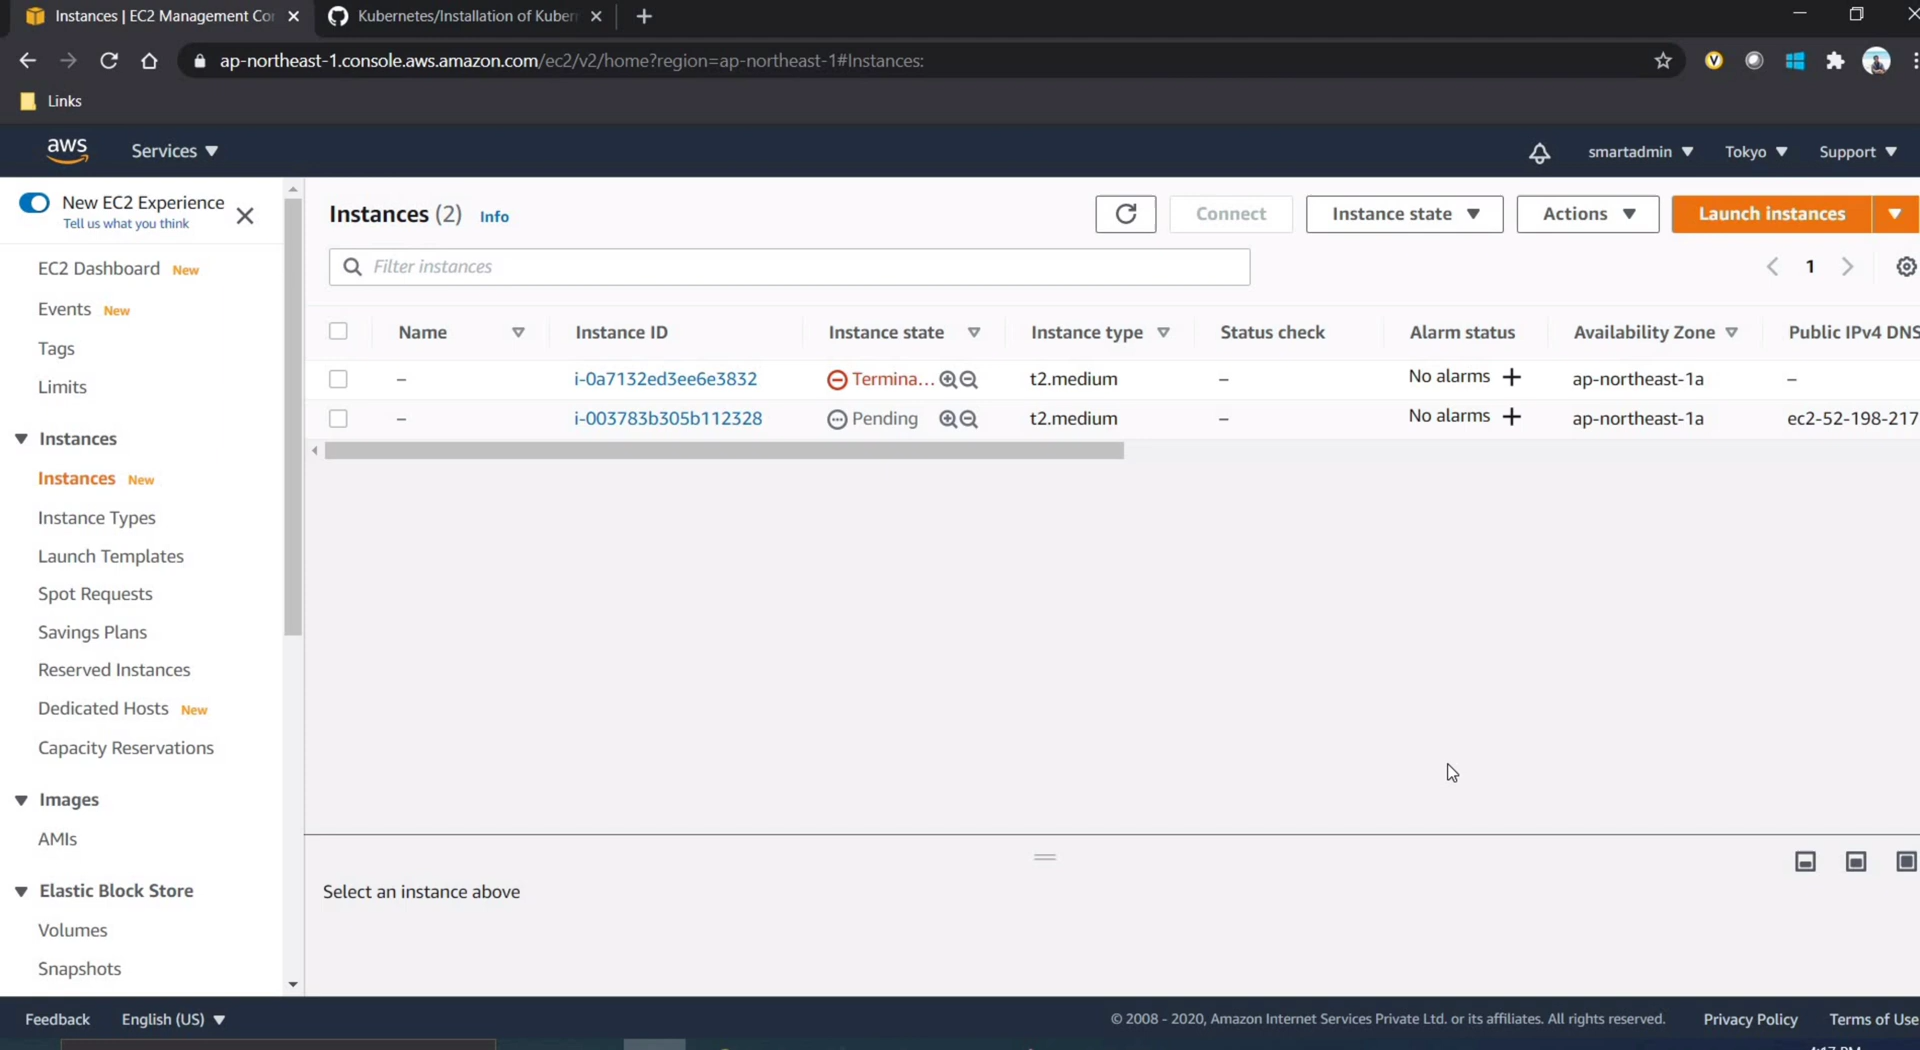 Instances | EC2 Management Con
Kubernetes/Installation of Kubern
ap-northeast-1.console.aws.amazon.com/ec2/v2/home?region=ap-northeast-1#Instances:
Links
aws
Services
smartadmin
Tokyo
Support
New EC2 Experience
Tell us what you think
EC2 Dashboard New
Events New
Tags
Limits
Instances
Instances New
Instance Types
Launch Templates
Spot Requests
Savings Plans
Reserved Instances
Dedicated Hosts New
Capacity Reservations
Images
AMIs
Elastic Block Store
Volumes
Snapshots
Instances (2) Info
Connect
Instance state
Actions
Launch instances
Filter instances
1
Name Instance ID Instance state Instance type Status check Alarm status Availability Zone Public IPv4 DNS
– i-0a7132ed3ee6e3832 Termina... t2.medium – No alarms + ap-northeast-1a –
– i-003783b305b112328 Pending t2.medium – No alarms + ap-northeast-1a ec2-52-198-217
Select an instance above
Feedback
English (US)
© 2008 - 2020, Amazon Internet Services Private Ltd. or its affiliates. All rights reserved.
Privacy Policy
Terms of Use